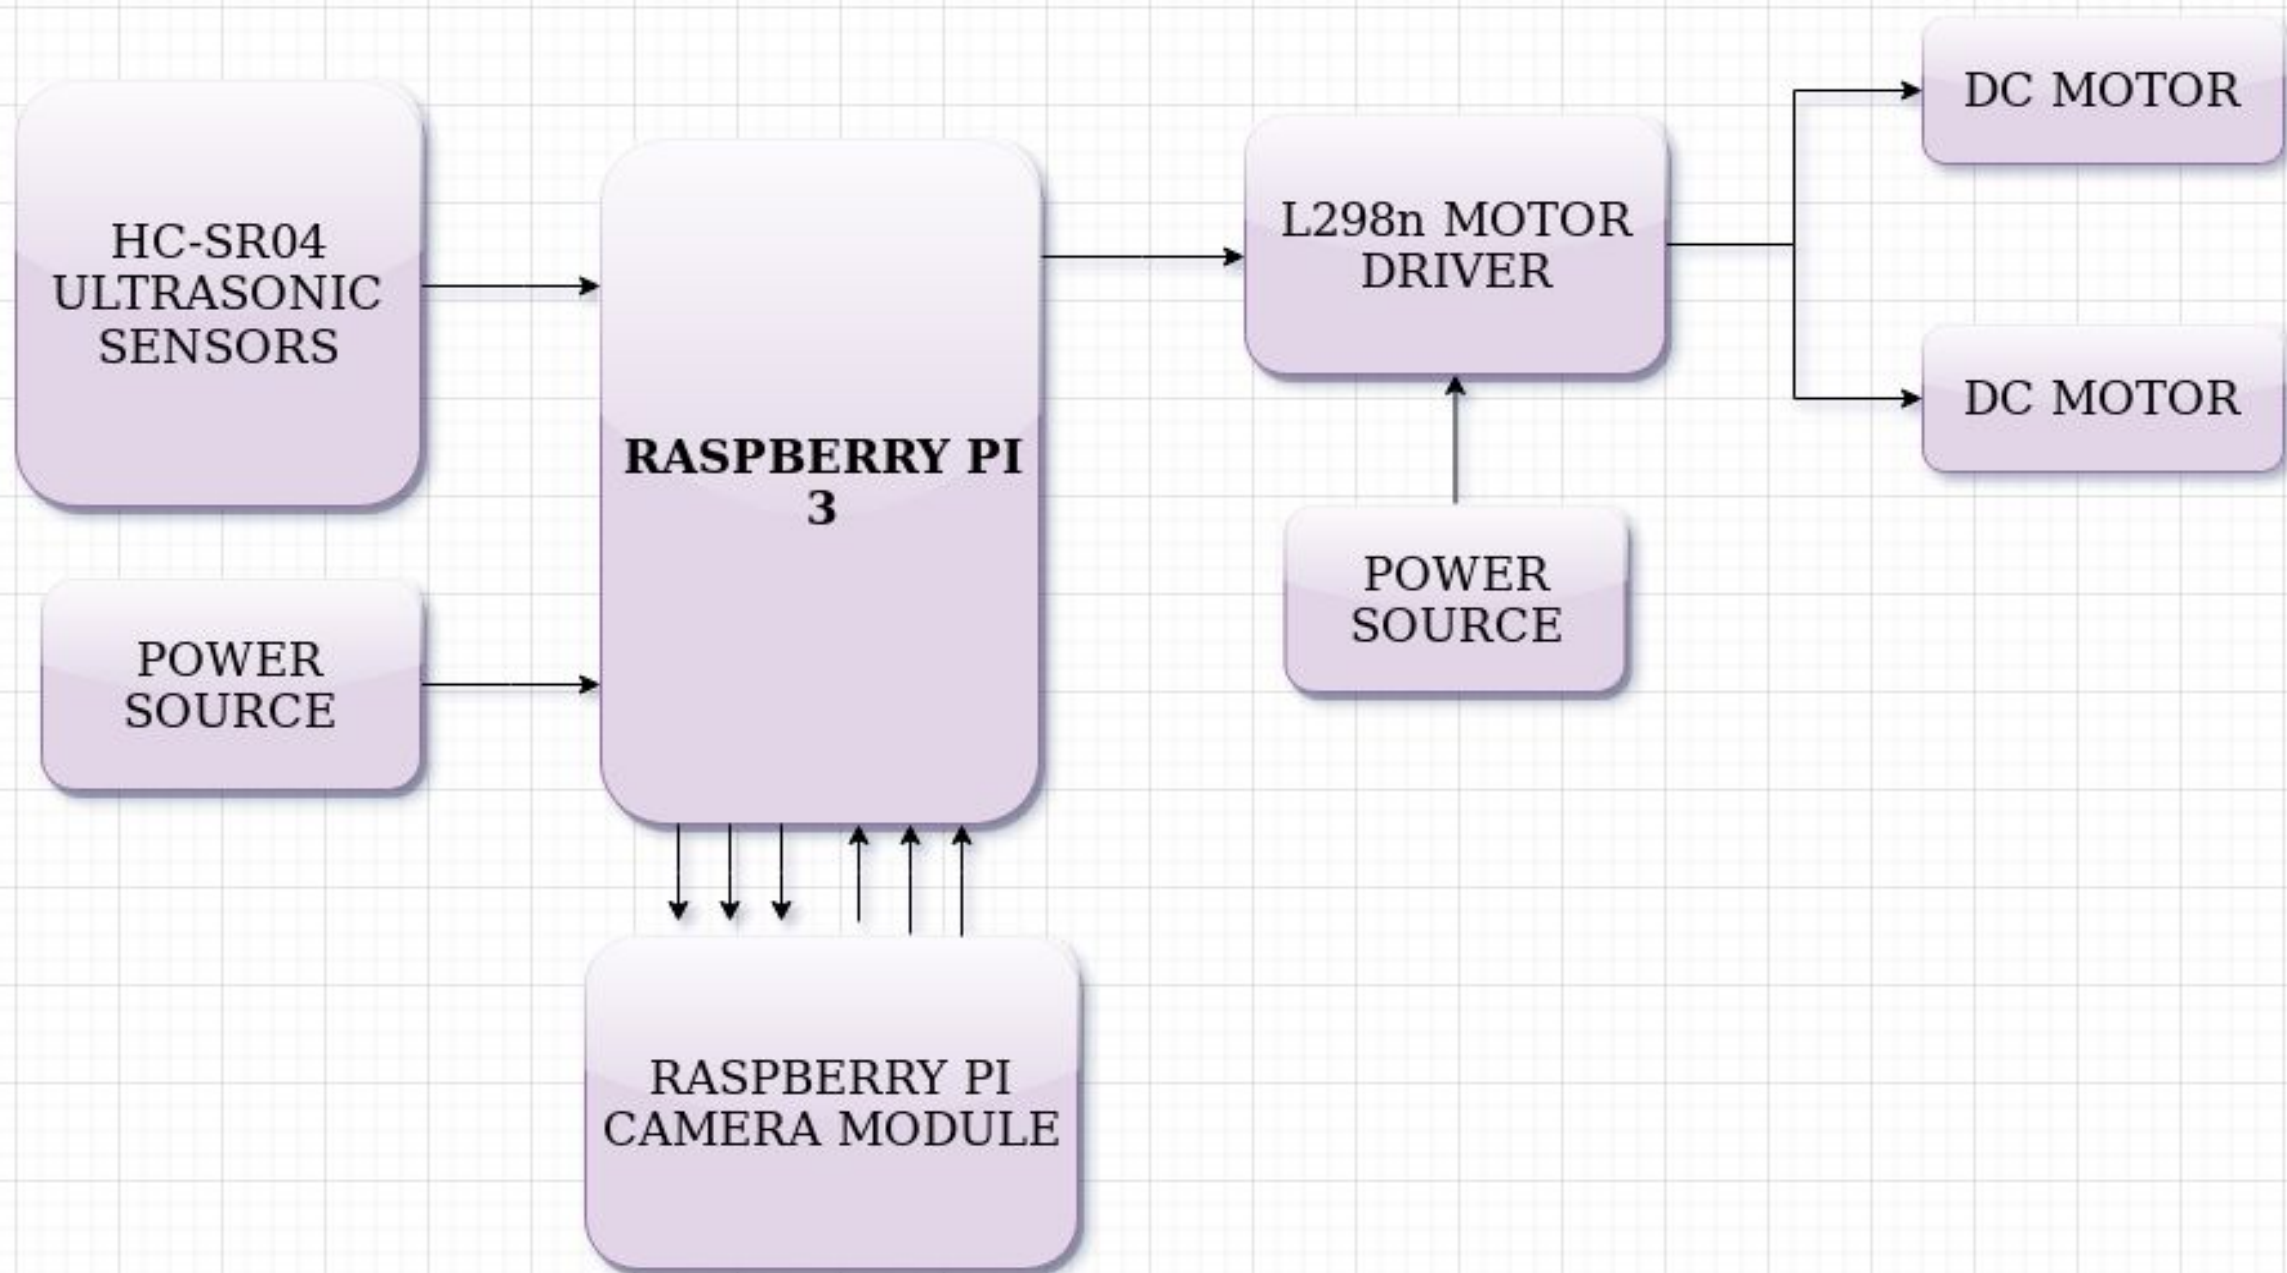 HC-SR04
ULTRASONIC
SENSORS
POWER
SOURCE
RASPBERRY PI
3
RASPBERRY PI
CAMERA MODULE
L298n MOTOR
DRIVER
POWER
SOURCE
DC MOTOR
DC MOTOR